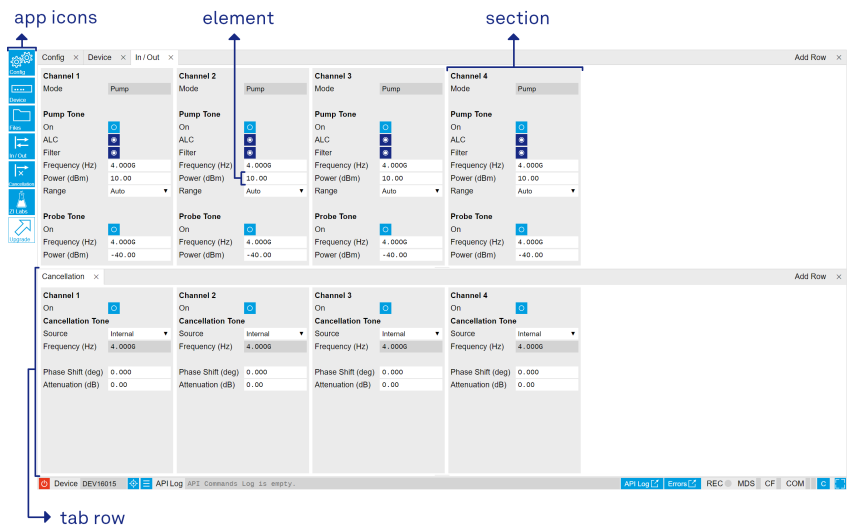 app icons element section
Config × Device × In / Out × Add Row ×
Config
Device
Files
In / Out
Cancellation
ZI Labs
Upgrade
Channel 1 Channel 2 Channel 3 Channel 4
Mode Pump Mode Pump Mode Pump Mode Pump
Pump Tone Pump Tone Pump Tone Pump Tone
On On On On
ALC ALC ALC ALC
Filter Filter Filter Filter
Frequency (Hz) 4.000G Frequency (Hz) 4.000G Frequency (Hz) 4.000G Frequency (Hz) 4.000G
Power (dBm) 10.00 Power (dBm) 10.00 Power (dBm) 10.00 Power (dBm) 10.00
Range Auto Range Auto Range Auto Range Auto
Probe Tone Probe Tone Probe Tone Probe Tone
On On On On
Frequency (Hz) 4.000G Frequency (Hz) 4.000G Frequency (Hz) 4.000G Frequency (Hz) 4.000G
Power (dBm) -40.00 Power (dBm) -40.00 Power (dBm) -40.00 Power (dBm) -40.00
Cancellation × Add Row ×
Channel 1 Channel 2 Channel 3 Channel 4
On On On On
Cancellation Tone Cancellation Tone Cancellation Tone Cancellation Tone
Source Internal Source Internal Source Internal Source Internal
Frequency (Hz) 4.000G Frequency (Hz) 4.000G Frequency (Hz) 4.000G Frequency (Hz) 4.000G
Phase Shift (deg) 0.000 Phase Shift (deg) 0.000 Phase Shift (deg) 0.000 Phase Shift (deg) 0.000
Attenuation (dB) 0.00 Attenuation (dB) 0.00 Attenuation (dB) 0.00 Attenuation (dB) 0.00
Device DEV16015 API Log API Commands Log is empty. API Log Errors REC MDS CF COM C
tab row